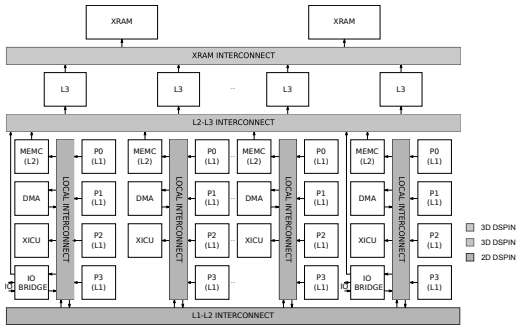 XRAM
XRAM
XRAM INTERCONNECT
L3
L3
L3
L3
L2-L3 INTERCONNECT
MEMC
(L2)
DMA
XICU
IO
IO
BRIDGE
LOCAL INTERCONNECT
P0
(L1)
P1
(L1)
P2
(L1)
P3
(L1)
MEMC
(L2)
DMA
XICU
LOCAL INTERCONNECT
P0
(L1)
P1
(L1)
P2
(L1)
P3
(L1)
MEMC
(L2)
DMA
XICU
LOCAL INTERCONNECT
P0
(L1)
P1
(L1)
P2
(L1)
P3
(L1)
MEMC
(L2)
DMA
XICU
IO
IO
BRIDGE
LOCAL INTERCONNECT
P0
(L1)
P1
(L1)
P2
(L1)
P3
(L1)
L1-L2 INTERCONNECT
3D DSPIN
3D DSPIN
2D DSPIN